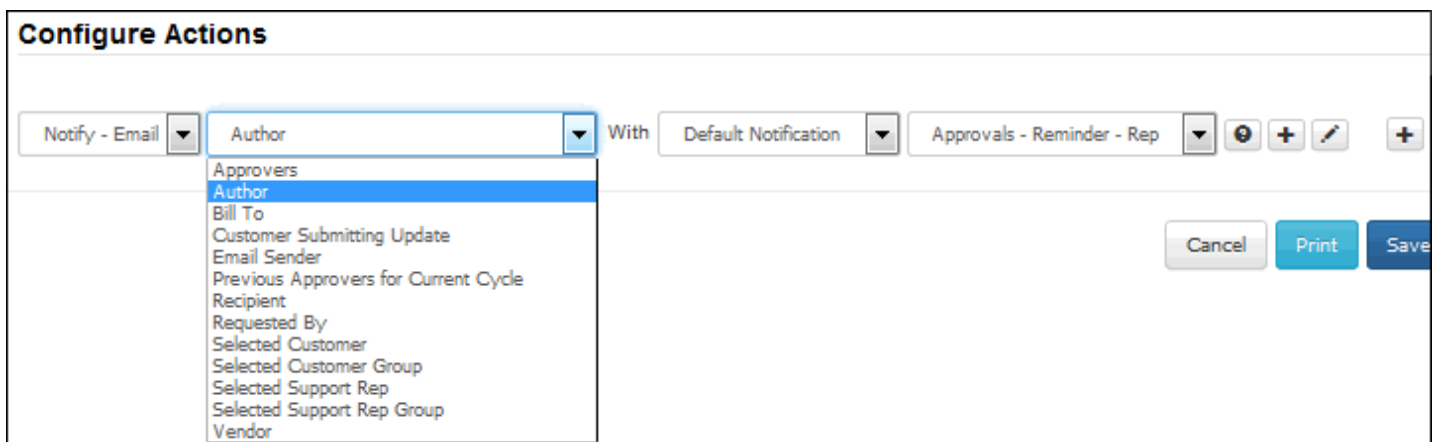 Configure Actions
Notify - Email Author With Default Notification Approvals - Reminder - Rep
Approvers
Author
Bill To
Customer Submitting Update
Email Sender
Previous Approvers for Current Cycle
Recipient
Requested By
Selected Customer
Selected Customer Group
Selected Support Rep
Selected Support Rep Group
Vendor
Cancel Print Save